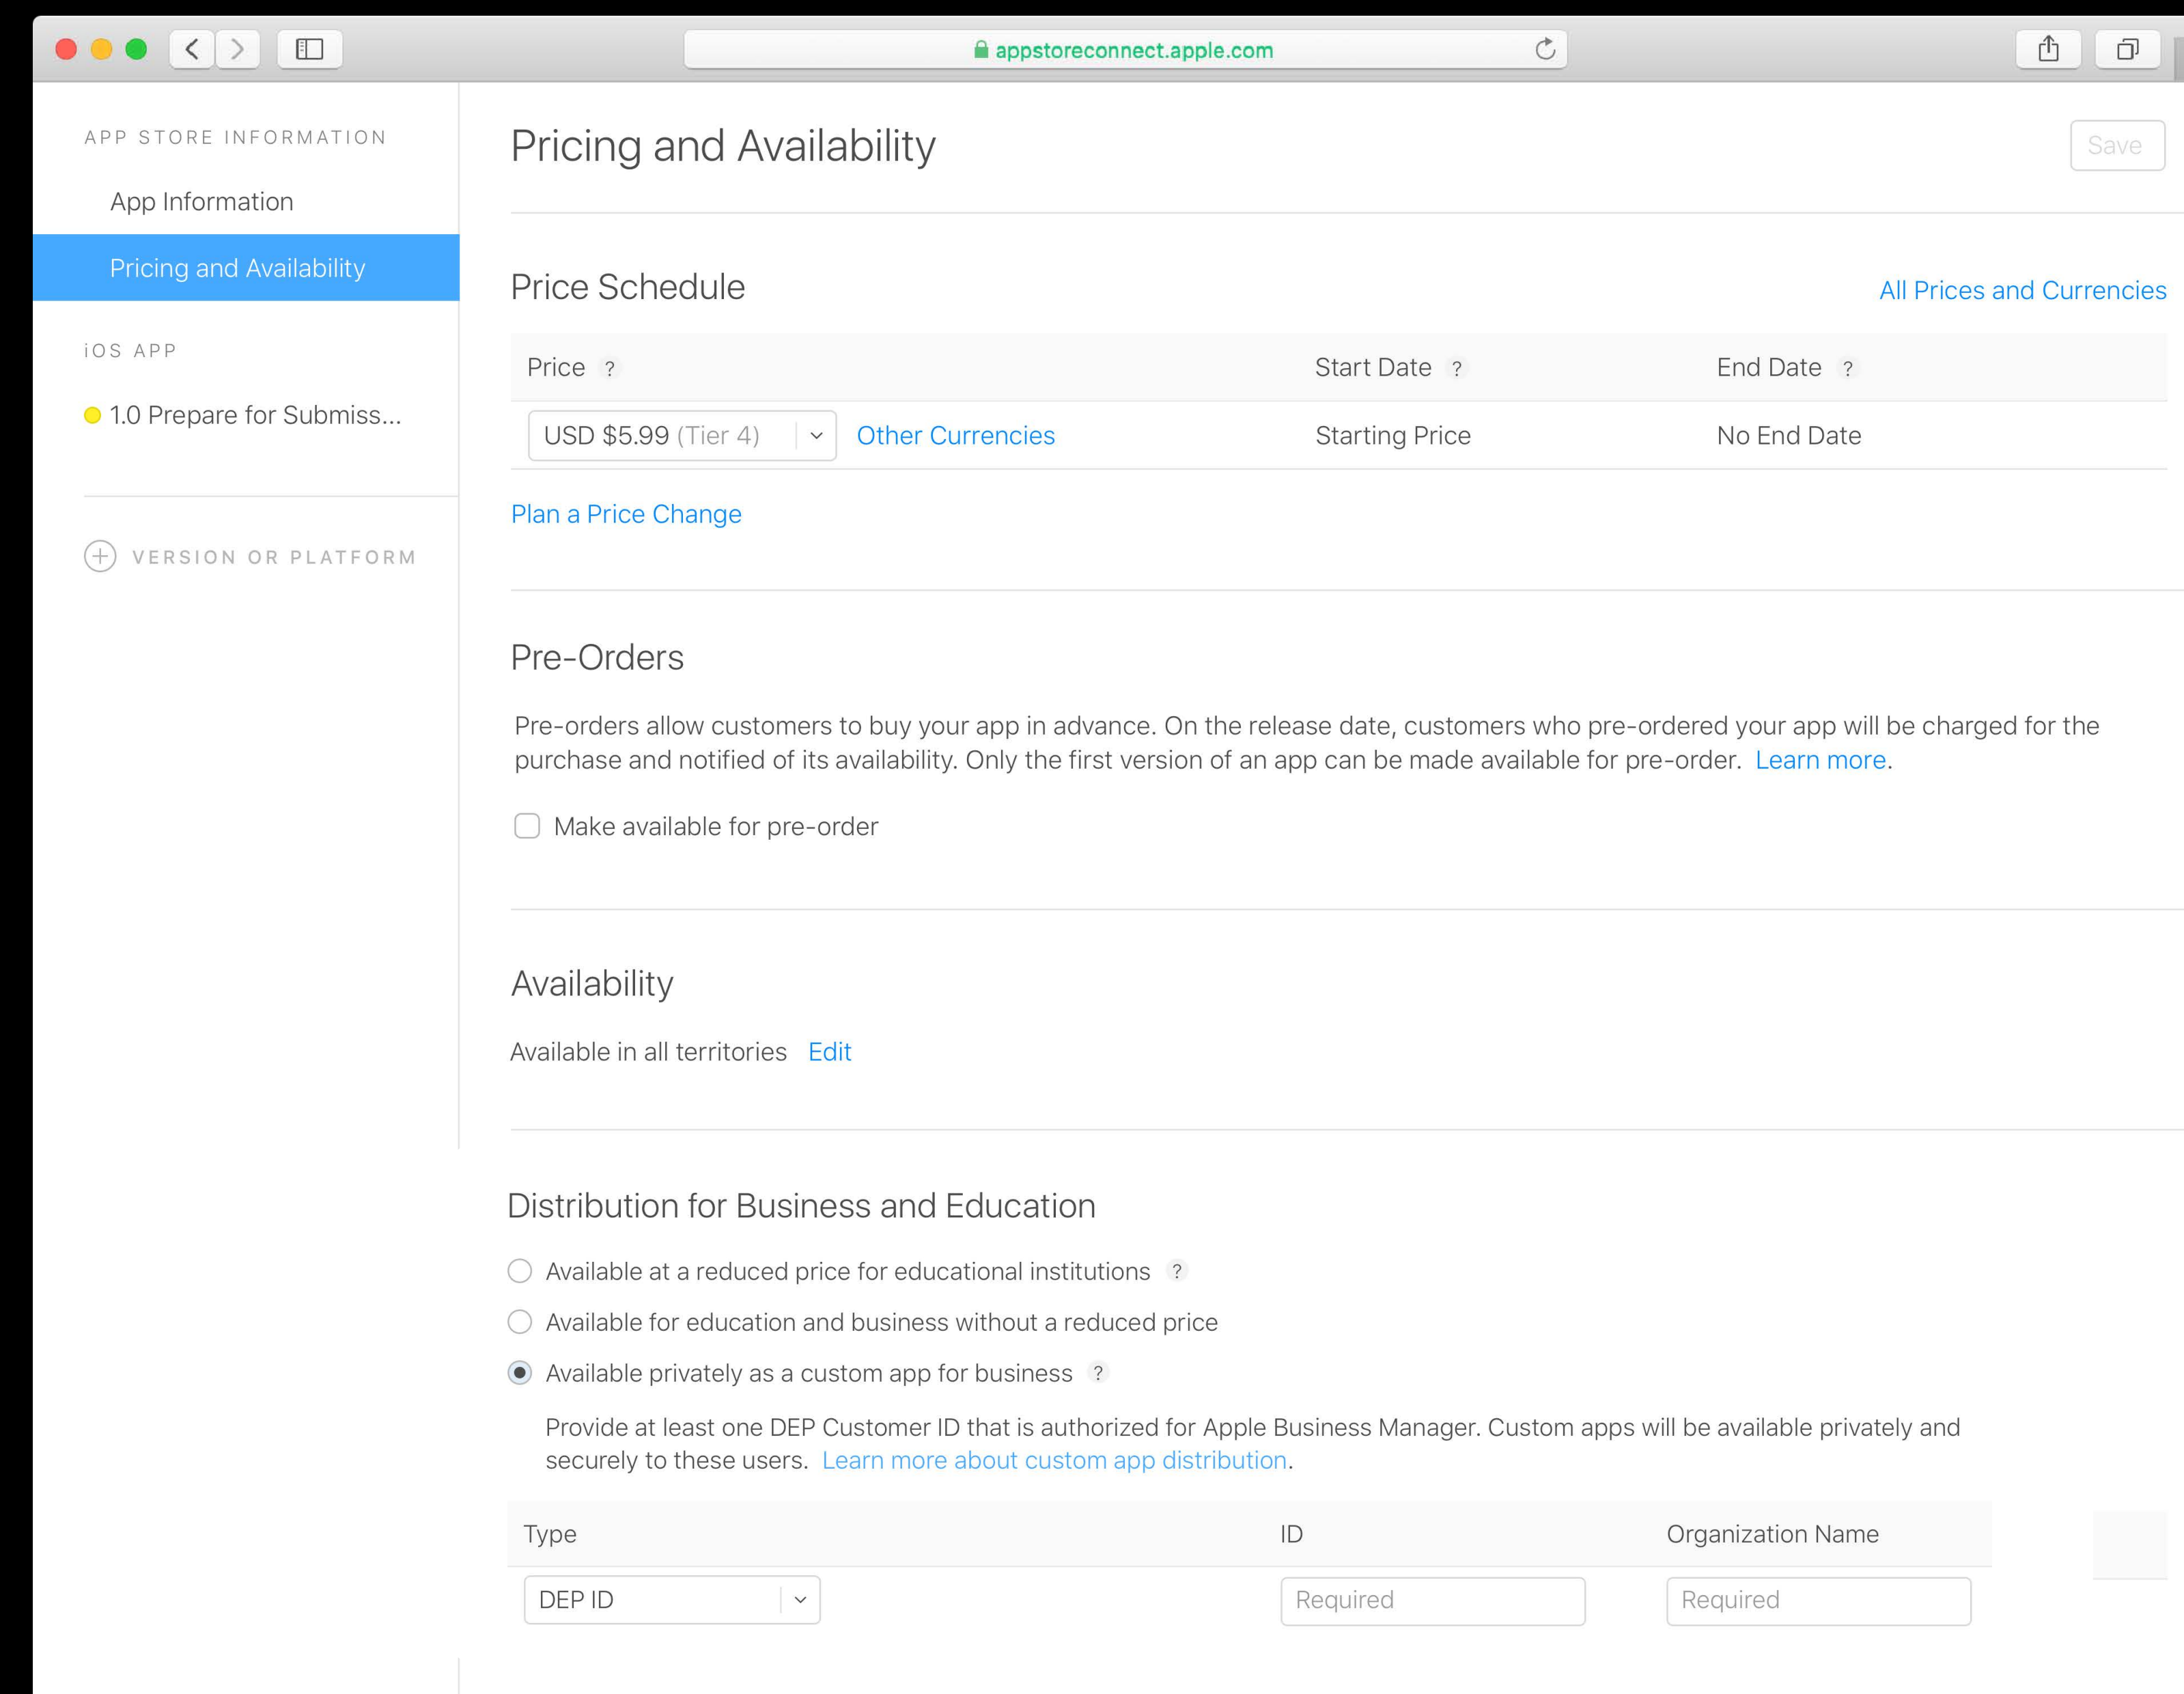 appstoreconnect.apple.com
APP STORE INFORMATION
App Information
Pricing and Availability
iOS APP
1.0 Prepare for Submiss...
VERSION OR PLATFORM
Pricing and Availability
Save
Price Schedule
All Prices and Currencies
Price ? Start Date ? End Date ?
USD $5.99 (Tier 4) Other Currencies Starting Price No End Date
Plan a Price Change
Pre-Orders
Pre-orders allow customers to buy your app in advance. On the release date, customers who pre-ordered your app will be charged for the
purchase and notified of its availability. Only the first version of an app can be made available for pre-order. Learn more.
Make available for pre-order
Availability
Available in all territories Edit
Distribution for Business and Education
Available at a reduced price for educational institutions ?
Available for education and business without a reduced price
Available privately as a custom app for business ?
Provide at least one DEP Customer ID that is authorized for Apple Business Manager. Custom apps will be available privately and
securely to these users. Learn more about custom app distribution.
Type ID Organization Name
DEP ID Required Required